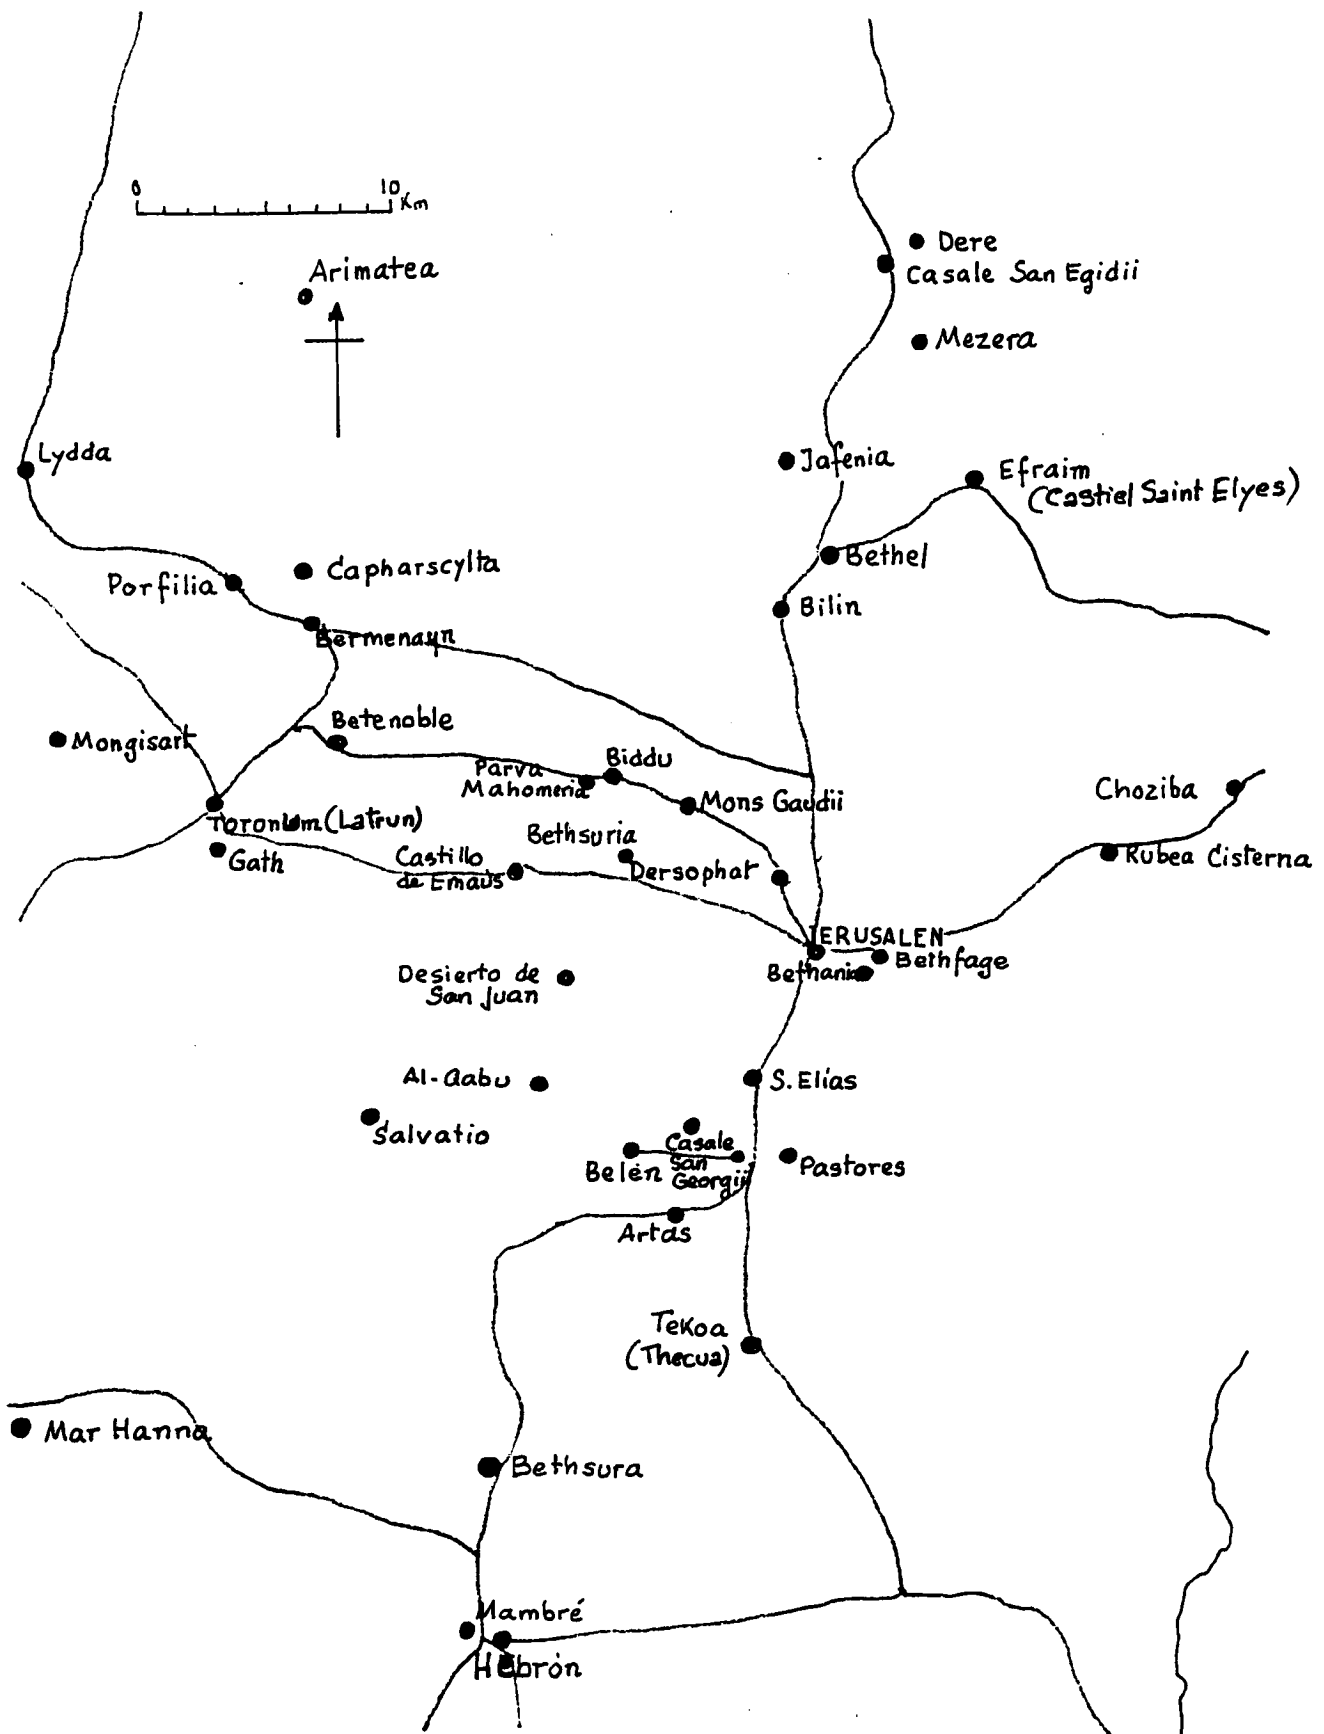 0 10 Km
Arimatea
Dere
Casale San Egidii
Mezera
Lydda
Jafenia
Efraim
(Castiel Saint Elyes)
Bethel
Capharscylta
Porfilia
Bilin
Bermenayn
Betenoble
Mongisart
Biddu
Parva
Mahomeria
Choziba
Mons Gaudii
Toronum (Latrun)
Bethsuria
Gath
Castillo
de Emaus
Dersophat
Rubea Cisterna
JERUSALEN
Bethfage
Bethania
Desierto de
San Juan
Al-Qabu
S. Elías
Salvatio
Casale
San
Georgii
Belén
Pastores
Artás
Tekoa
(Thecua)
Mar Hanna
Bethsura
Mambré
Hebrón